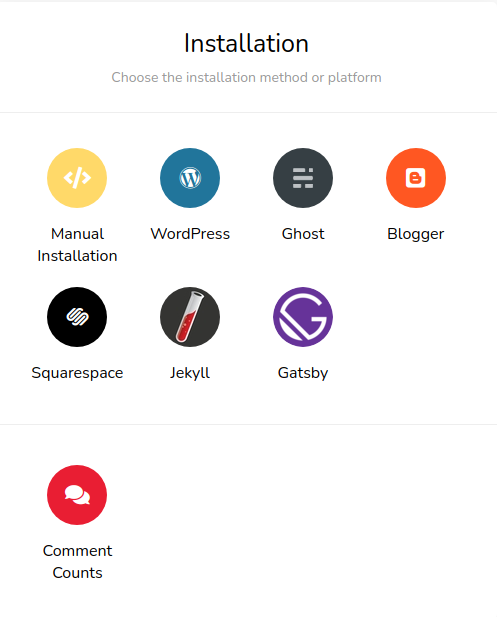 Installation
Choose the installation method or platform
Manual
Installation
WordPress
Ghost
Blogger
Squarespace
Jekyll
Gatsby
Comment
Counts